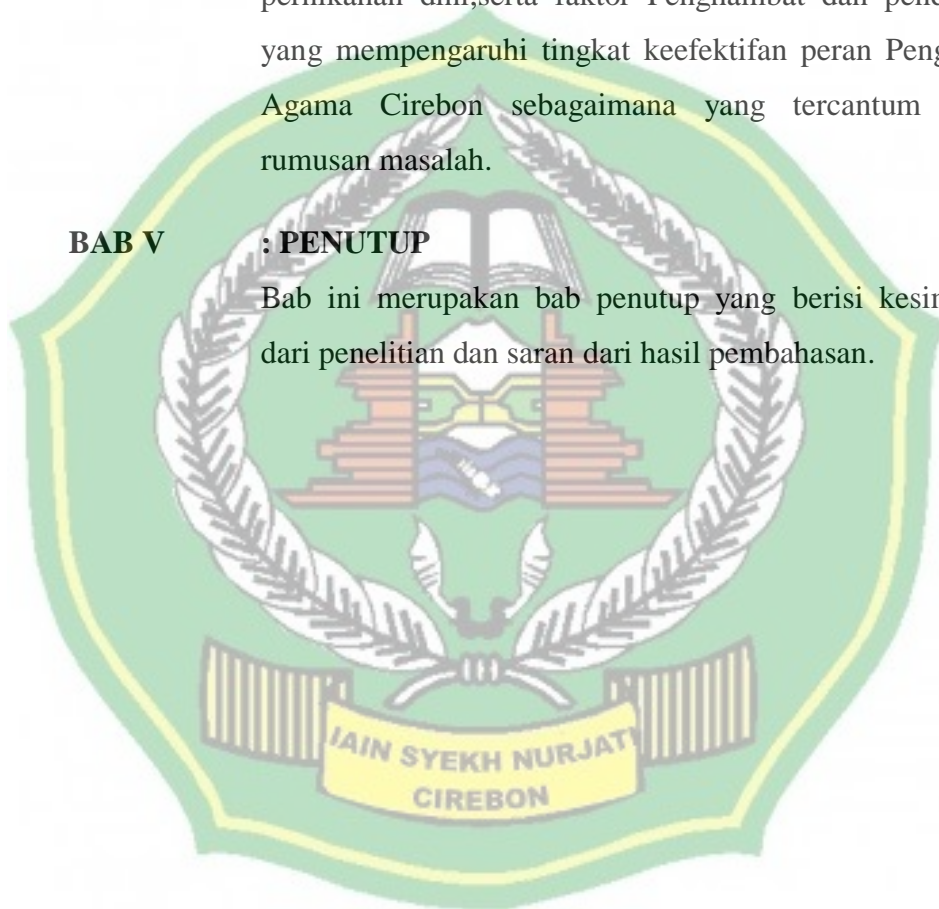 yang mempengaruhi tingkat keefektifan peran
Agama Cirebon sebagaimana yang tercantum
rumusan masalah.
BAB V : PENUTUP
Bab ini merupakan bab penutup yang berisi
dari penelitian dan saran dari hasil pembahasan.
IAIN SYEKH NURJATI
CIREBON